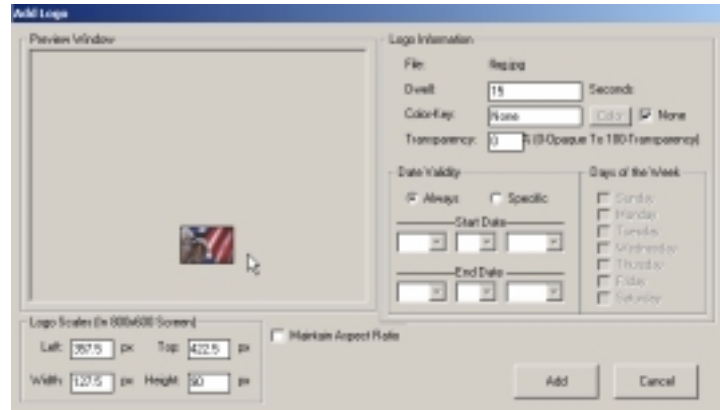 Add Logo
Preview Window
Logo Information
File: flag.jpg
Dwell: 15 Seconds
Color-Key: None Color None
Transparency: 0 % (0-Opaque To 100-Transparency)
Date Validity
Always Specific
Start Date
End Date
Days of the Week
Sunday
Monday
Tuesday
Wednesday
Thursday
Friday
Saturday
Logo Scales (In 800x600 Screen)
Left: 357.5 px Top: 422.5 px
Width: 127.5 px Height: 90 px
Maintain Aspect Ratio
Add
Cancel